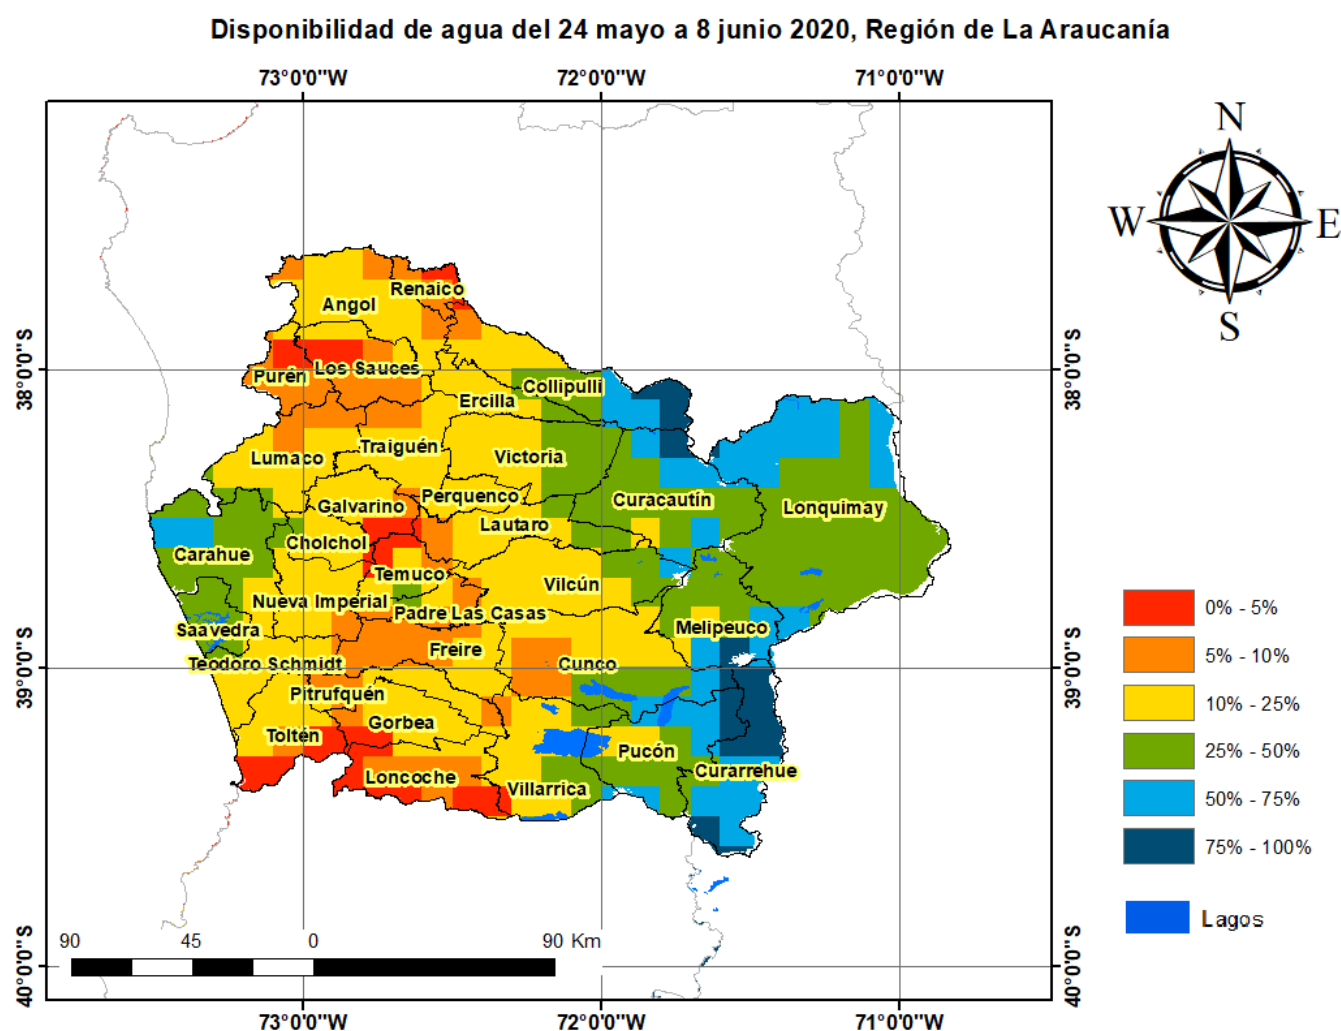 Disponibilidad de agua del 24 mayo a 8 junio 2020, Región de La Araucanía
73°0'0"W 72°0'0"W 71°0'0"W
N
W E
S
38°0'0"S 38°0'0"S
39°0'0"S 39°0'0"S
40°0'0"S 40°0'0"S
Renaico
Angol
Los Sauces
Purén
Collipulli
Ercilla
Traiguén
Lumaco
Victoria
Perquenco
Curacautín
Galvarino
Lonquimay
Lautaro
Cholchol
Carahue
Temuco
Vilcún
Nueva Imperial
Padre Las Casas
Saavedra
Melipeuco
Freire
Teodoro Schmidt
Cunco
Pitrufquén
Gorbea
Toltén
Pucón
Curarrehue
Loncoche
Villarrica
0% - 5%
5% - 10%
10% - 25%
25% - 50%
50% - 75%
75% - 100%
Lagos
90 45 0 90 Km
73°0'0"W 72°0'0"W 71°0'0"W